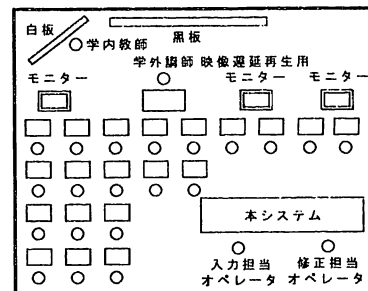 白板
黒板
学内教師
学外講師 映像遅延再生用
モニター
モニター
モニター
本システム
入力担当
オペレータ
修正担当
オペレータ